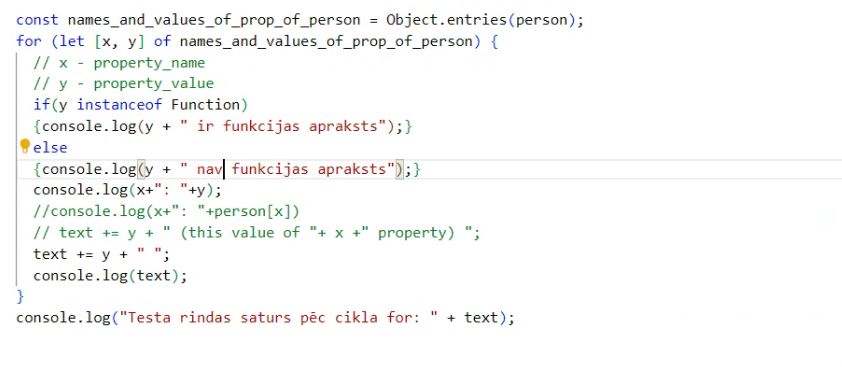 const names_and_values_of_prop_of_person = Object.entries(person);
for (let [x, y] of names_and_values_of_prop_of_person) {
// x - property_name
// y - property_value
if(y instanceof Function)
{console.log(y + " ir funkcijas apraksts");}
else
{console.log(y + " nav funkcijas apraksts");}
console.log(x+": "+y);
//console.log(x+": "+person[x])
// text += y + " (this value of "+ x +" property) ";
text += y + " ";
console.log(text);
}
console.log("Testa rindas saturs pēc cikla for: " + text);